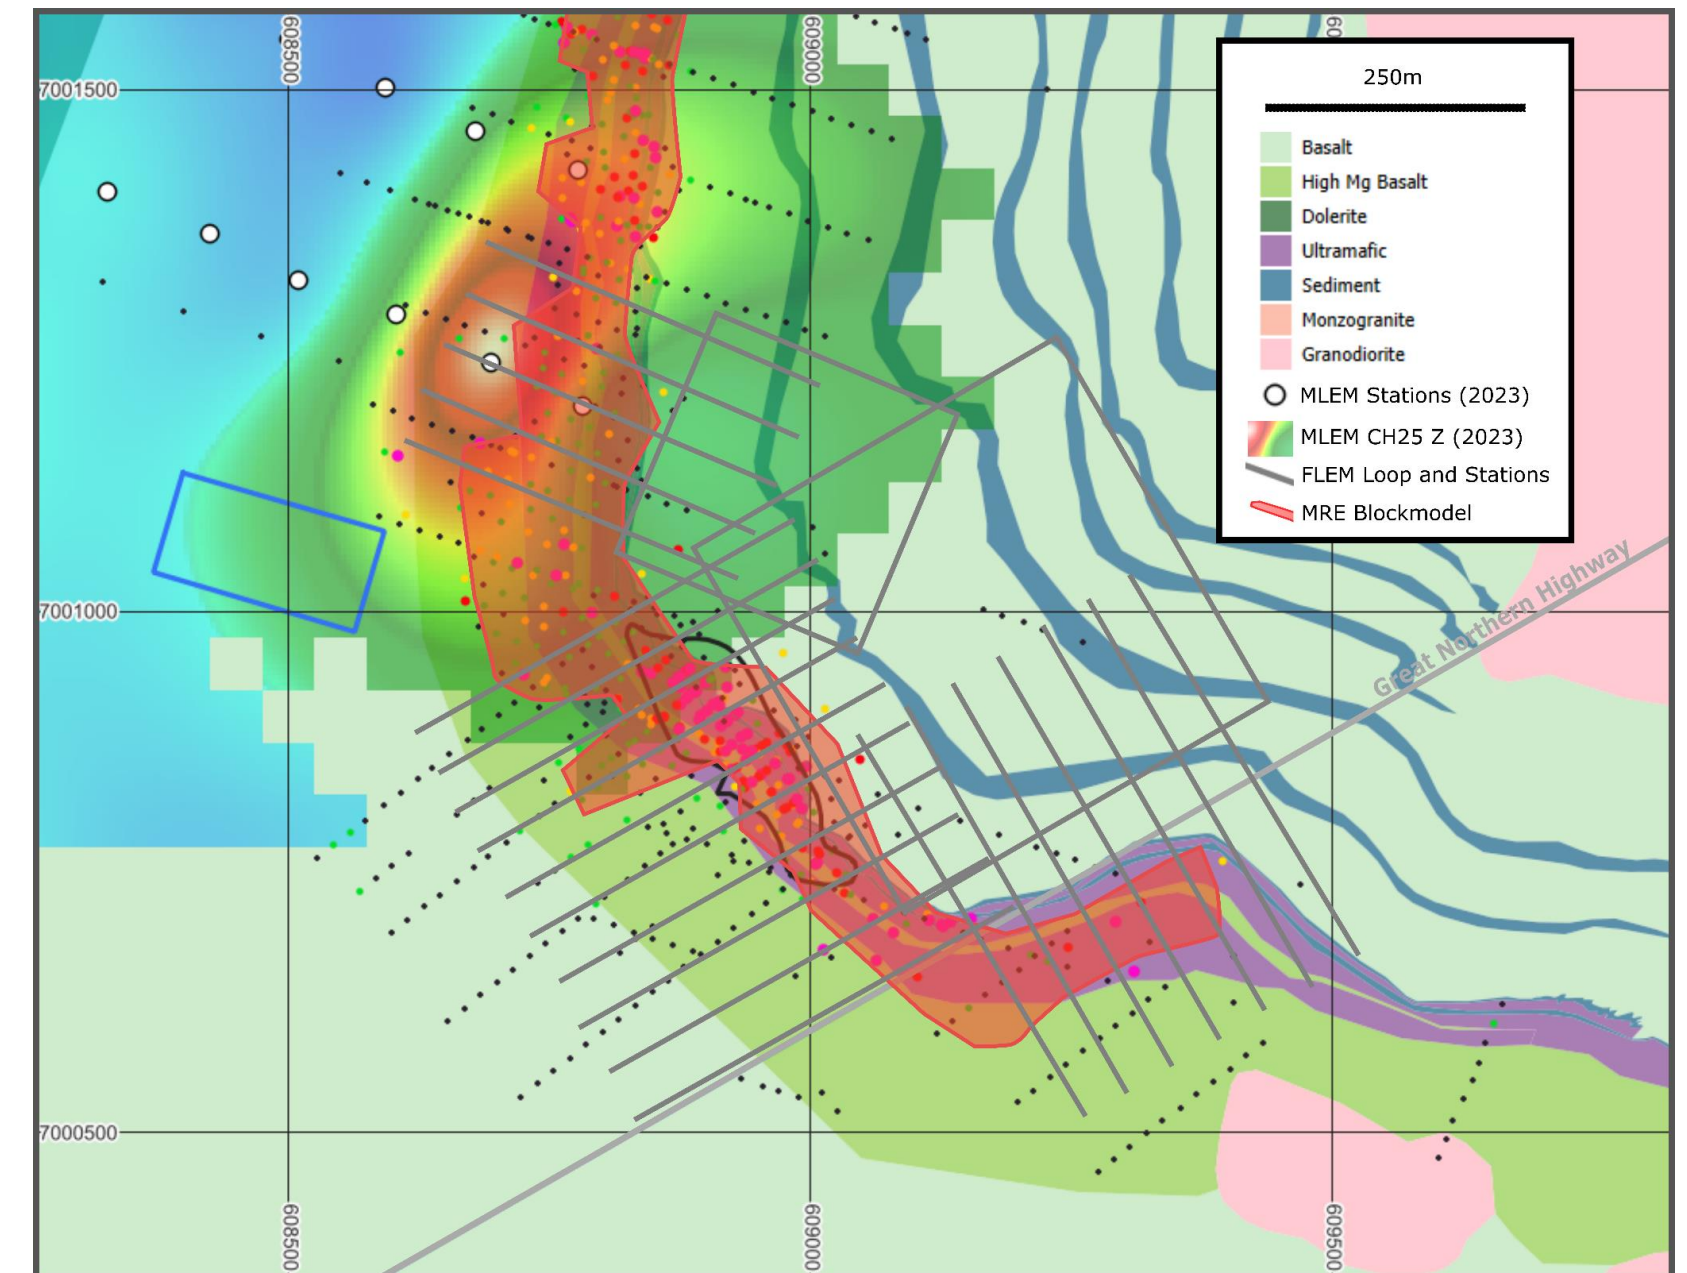 608500
609000
60
7001500
250m
Basalt
High Mg Basalt
Dolerite
Ultramafic
Sediment
Monzogranite
Granodiorite
MLEM Stations (2023)
MLEM CH25 Z (2023)
FLEM Loop and Stations
MRE Blockmodel
7001000
Great Northern Highway
7000500
608500
609000
609500